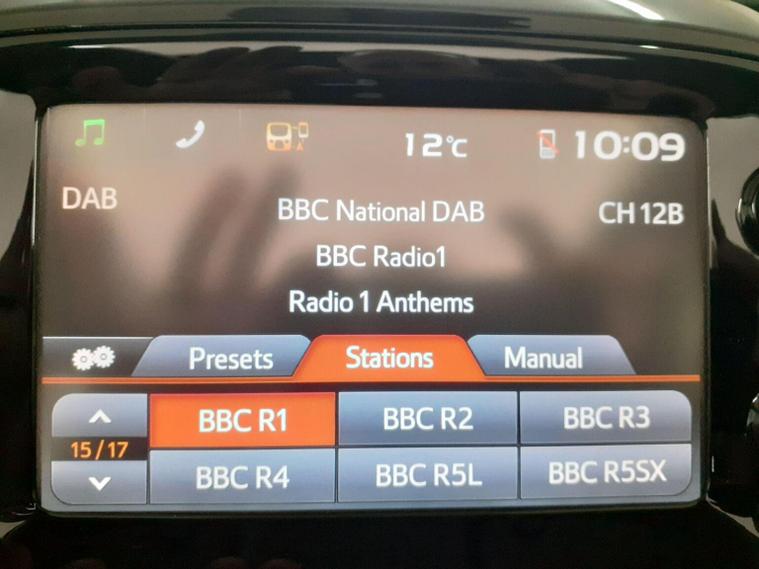 12°C 10:09
DAB BBC National DAB CH 12B
BBC Radio1
Radio 1 Anthems
Presets Stations Manual
BBC R1 BBC R2 BBC R3
15/17
BBC R4 BBC R5L BBC R5SX